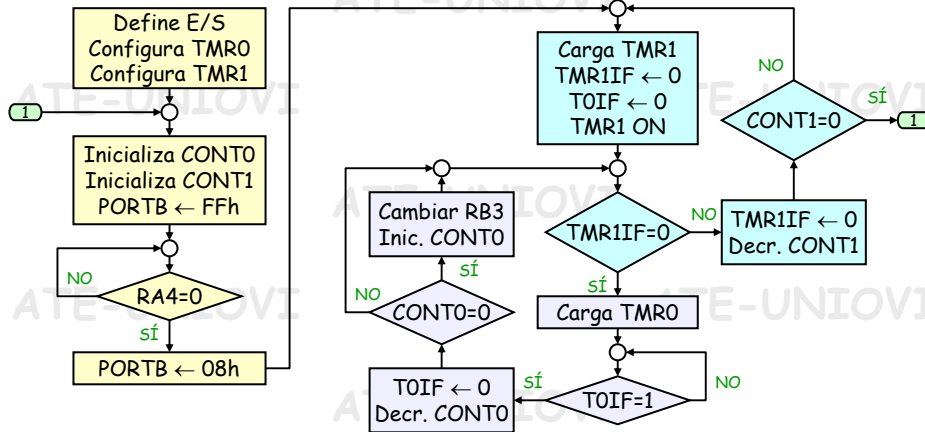 Define E/S
Configura TMR0
Configura TMR1
1
Inicializa CONT0
Inicializa CONT1
PORTB ← FFh
NO
RA4=0
SÍ
PORTB ← 08h
Carga TMR1
TMR1IF ← 0
T0IF ← 0
TMR1 ON
TMR1IF=0
NO
SÍ
TMR1IF ← 0
Decr. CONT1
CONT1=0
NO
SÍ
1
Carga TMR0
T0IF=1
NO
SÍ
T0IF ← 0
Decr. CONT0
CONT0=0
NO
SÍ
Cambiar RB3
Inic. CONT0
ATE-UNIOVI
ATE-UNIOVI
ATE-UNIOVI
ATE-UNIOVI
ATE-UNIOVI
ATE-UNIOVI